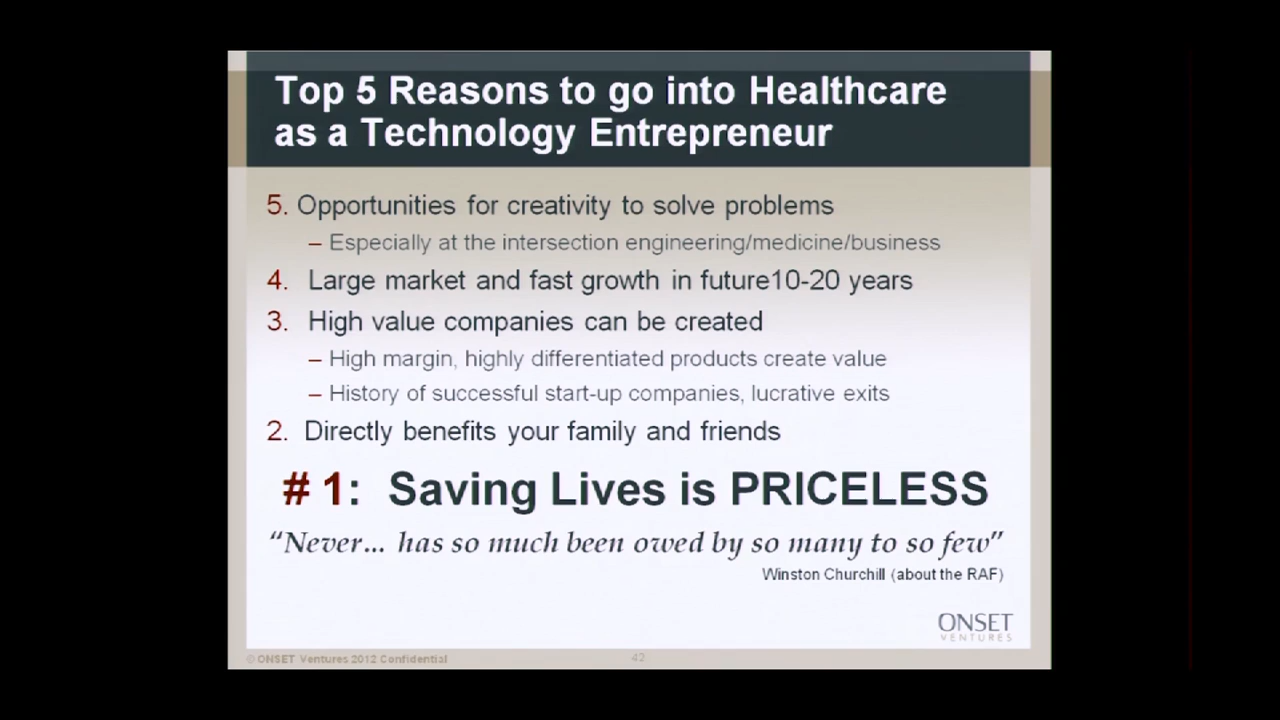 Top 5 Reasons to go into Healthcare
as a Technology Entrepreneur
5. Opportunities for creativity to solve problems
– Especially at the intersection engineering/medicine/business
4. Large market and fast growth in future10-20 years
3. High value companies can be created
– High margin, highly differentiated products create value
– History of successful start-up companies, lucrative exits
2. Directly benefits your family and friends
# 1: Saving Lives is PRICELESS
“Never... has so much been owed by so many to so few”
Winston Churchill (about the RAF)
ONSET
VENTURES
© ONSET Ventures 2012 Confidential
42